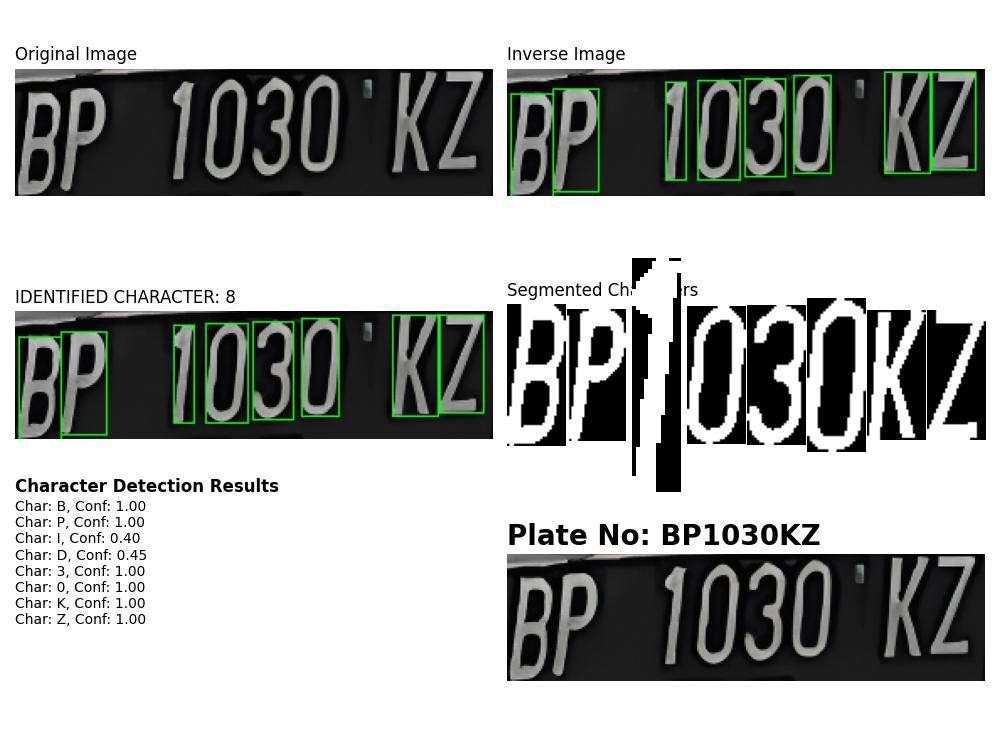 Original Image
BP 1030 KZ
Inverse Image
BP 1030 KZ
IDENTIFIED CHARACTER: 8
BP 1030 KZ
Segmented Characters
BP1030KZ
Character Detection Results
Char: B, Conf: 1.00
Char: P, Conf: 1.00
Char: I, Conf: 0.40
Char: D, Conf: 0.45
Char: 3, Conf: 1.00
Char: 0, Conf: 1.00
Char: K, Conf: 1.00
Char: Z, Conf: 1.00
Plate No: BP1030KZ
BP 1030 KZ